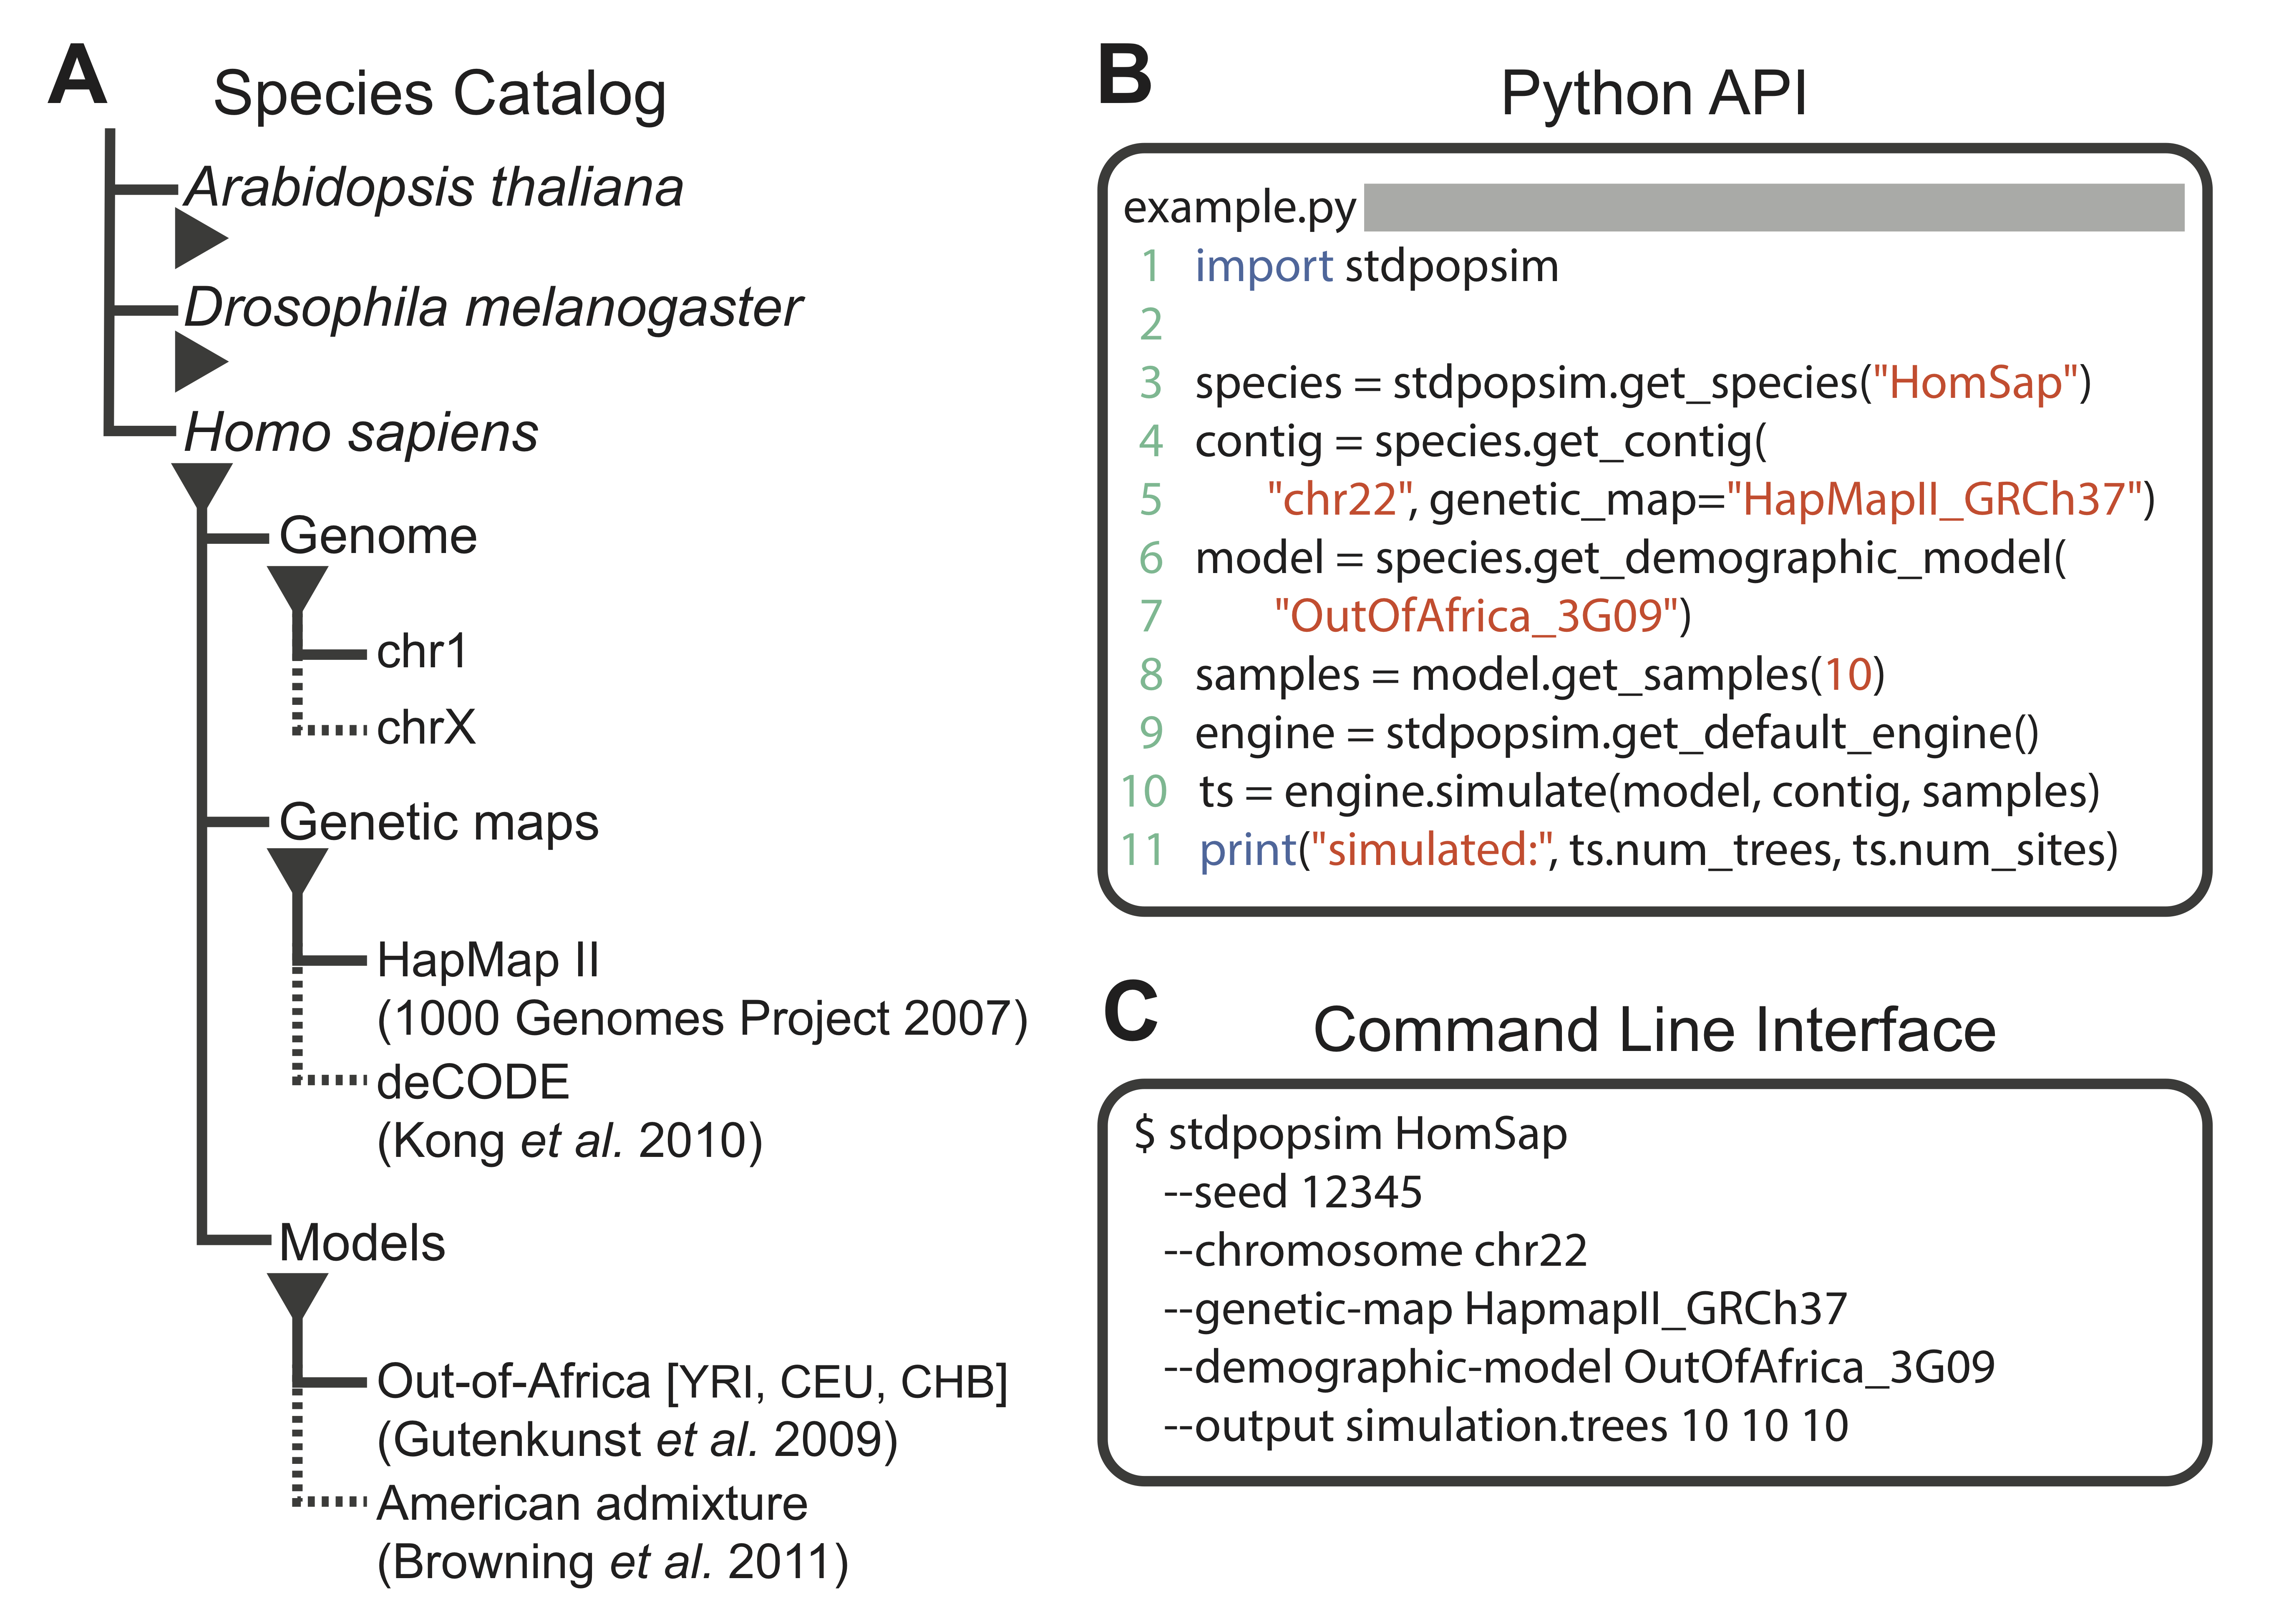 A
Species Catalog
Arabidopsis thaliana
Drosophila melanogaster
Homo sapiens
Genome
chr1
chrX
Genetic maps
HapMap II
(1000 Genomes Project 2007)
deCODE
(Kong et al. 2010)
Models
Out-of-Africa [YRI, CEU, CHB]
(Gutenkunst et al. 2009)
American admixture
(Browning et al. 2011)
B
Python API
example.py
1 import stdpopsim
2
3 species = stdpopsim.get_species("HomSap")
4 contig = species.get_contig(
5 "chr22", genetic_map="HapMapII_GRCh37")
6 model = species.get_demographic_model(
7 "OutOfAfrica_3G09")
8 samples = model.get_samples(10)
9 engine = stdpopsim.get_default_engine()
10 ts = engine.simulate(model, contig, samples)
11 print("simulated:", ts.num_trees, ts.num_sites)
C
Command Line Interface
$ stdpopsim HomSap
--seed 12345
--chromosome chr22
--genetic-map HapmapII_GRCh37
--demographic-model OutOfAfrica_3G09
--output simulation.trees 10 10 10